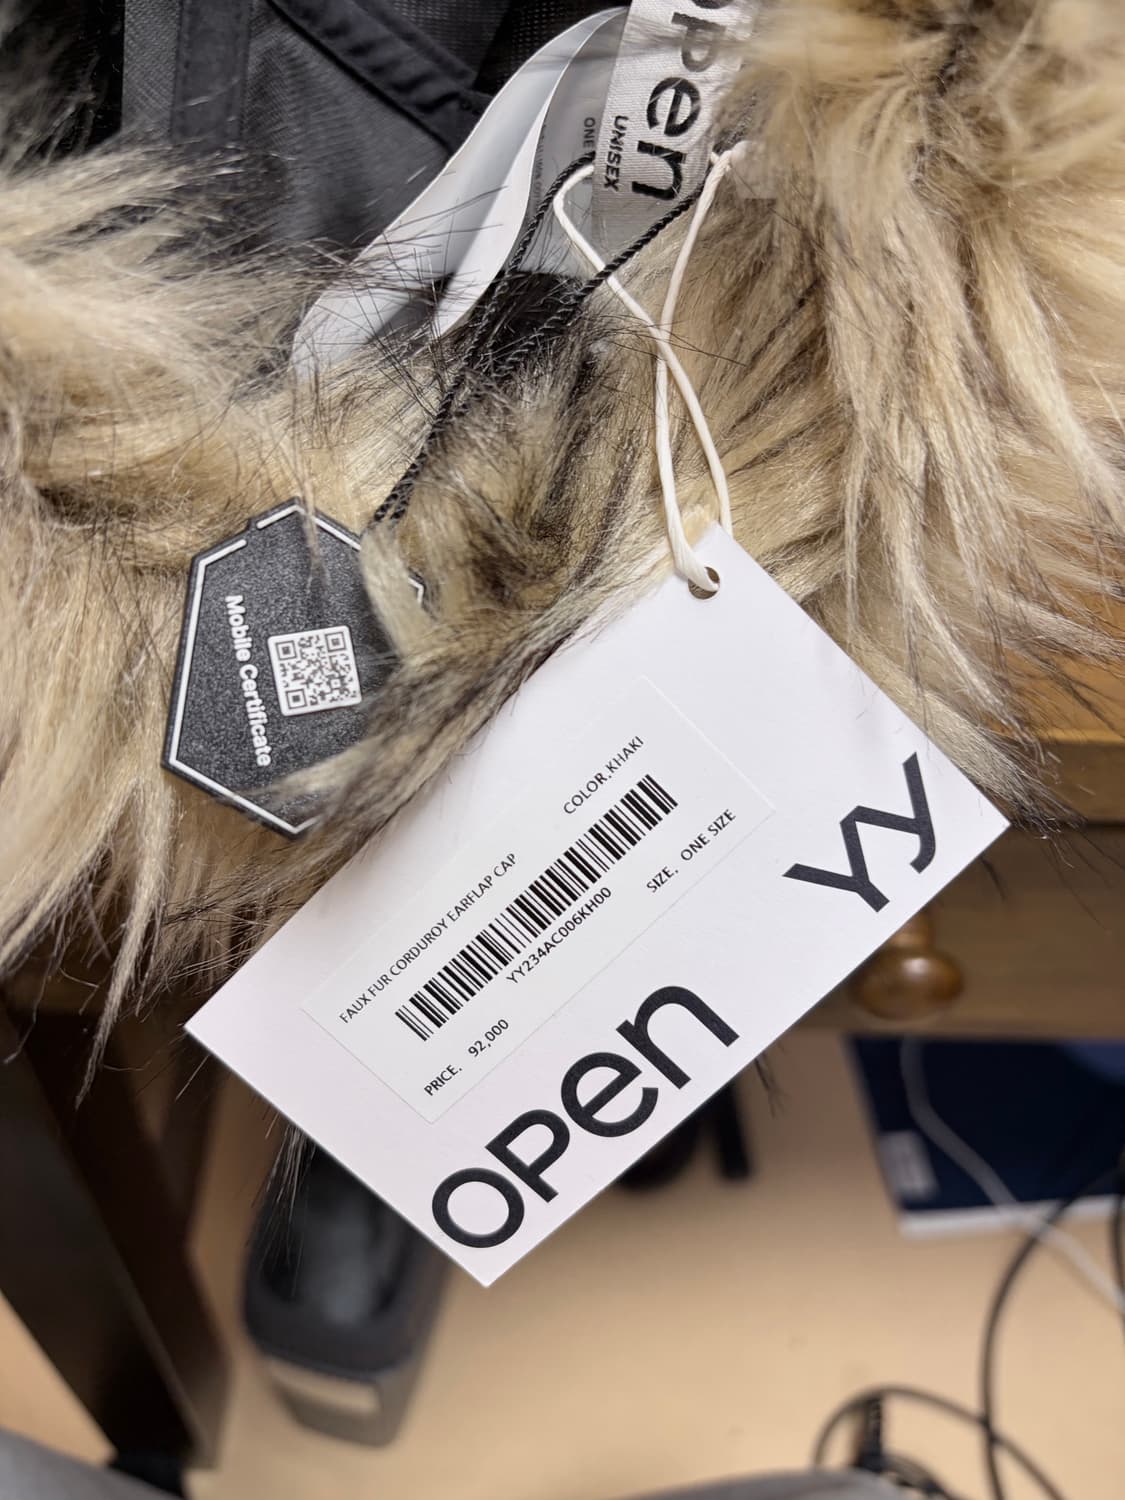 open
UNISEX
ONE
Mobile Certificate
FAUX FUR CORDUROY EARFLAP CAP
COLOR. KHAKI
YY234AC006KH00
PRICE. 92,000
SIZE. ONE SIZE
open YY